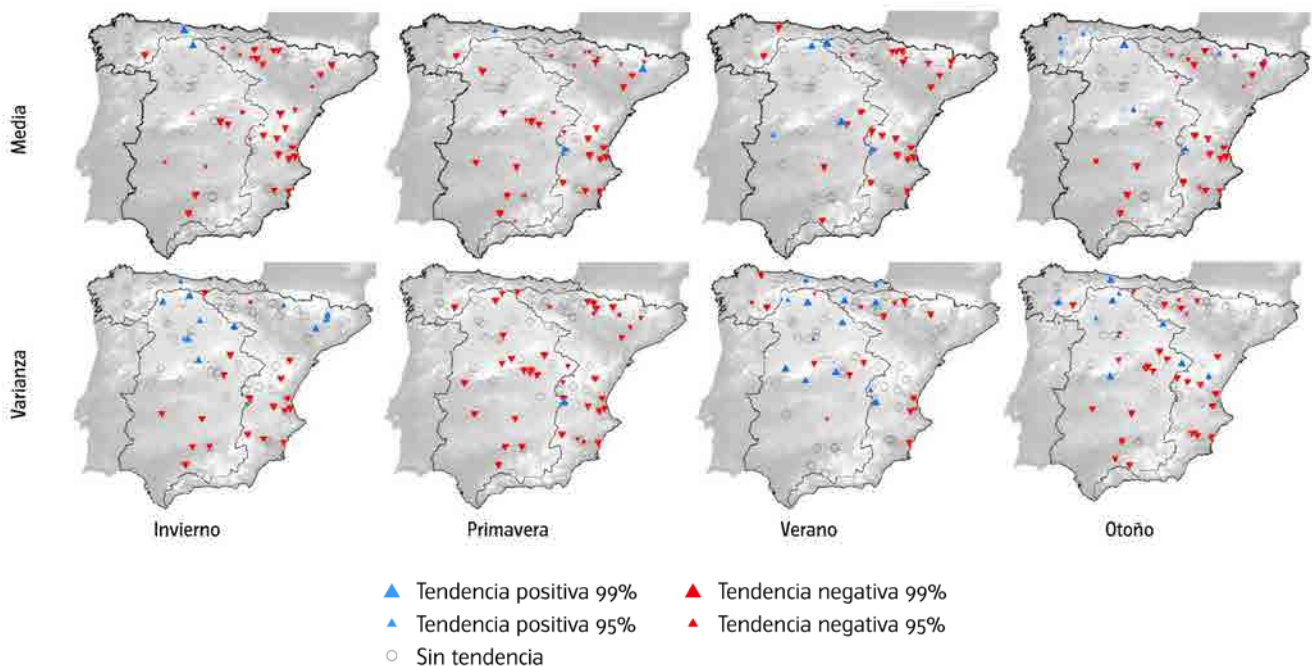 Media
Varianza
Invierno
Primavera
Verano
Otoño
Tendencia positiva 99%
Tendencia negativa 99%
Tendencia positiva 95%
Tendencia negativa 95%
Sin tendencia